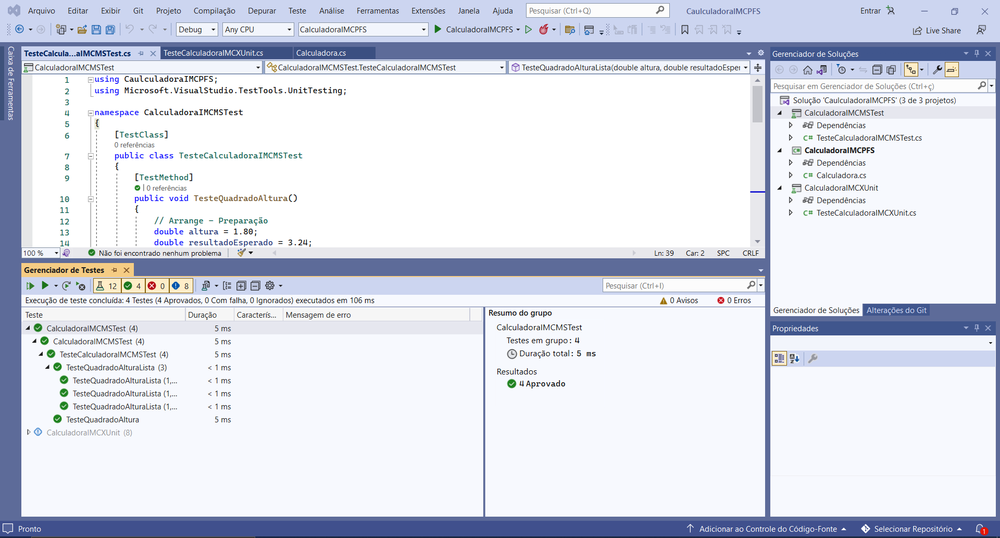 Arquivo Editar Exibir Git Projeto Compilação Depurar Teste Análise Ferramentas Extensões Janela Ajuda Pesquisar (Ctrl+Q) CaulculadoraIMCPFS Entrar
Debug Any CPU CalculadoraIMCPFS CalculadoraIMCPFS Live Share
Caixa de Ferramentas
TesteCalcula...aIMCMSTest.cs TesteCalculadoraIMCXUnit.cs Calculadora.cs
CalculadoraIMCMSTest CalculadoraIMCMSTest.TesteCalculadoraIMCMSTest TesteQuadradoAlturaLista(double altura, double resultadoEsper
1 using CaulculadoraIMCPFS;
2 using Microsoft.VisualStudio.TestTools.UnitTesting;
3
4 namespace CalculadoraIMCMSTest
5 {
6 [TestClass]
0 referências
7 public class TesteCalculadoraIMCMSTest
8 {
9 [TestMethod]
| 0 referências
10 public void TesteQuadradoAltura()
11 {
12 // Arrange - Preparação
13 double altura = 1.80;
14 double resultadoEsperado = 3.24;
100 % Não foi encontrado nenhum problema Ln: 39 Car: 2 SPC CRLF
Gerenciador de Testes
12 4 0 8 Pesquisar (Ctrl+I)
Execução de teste concluída: 4 Testes (4 Aprovados, 0 Com falha, 0 Ignorados) executados em 106 ms 0 Avisos 0 Erros
Teste Duração Caracterís... Mensagem de erro
CalculadoraIMCMSTest (4) 5 ms
CalculadoraIMCMSTest (4) 5 ms
TesteCalculadoraIMCMSTest (4) 5 ms
TesteQuadradoAlturaLista (3) < 1 ms
TesteQuadradoAlturaLista (1,... < 1 ms
TesteQuadradoAlturaLista (1,... < 1 ms
TesteQuadradoAlturaLista (1,... < 1 ms
TesteQuadradoAltura 5 ms
CalculadoraIMCXUnit (8)
Resumo do grupo
CalculadoraIMCMSTest
Testes em grupo: 4
Duração total: 5 ms
Resultados
4 Aprovado
Gerenciador de Soluções
Pesquisar em Gerenciador de Soluções (Ctrl+ç)
Solução 'CaulculadoraIMCPFS' (3 de 3 projetos)
CalculadoraIMCMSTest
Dependências
C# TesteCalculadoraIMCMSTest.cs
C# CalculadoraIMCPFS
Dependências
C# Calculadora.cs
CalculadoraIMCXUnit
Dependências
C# TesteCalculadoraIMCXUnit.cs
Gerenciador de Soluções Alterações do Git
Propriedades
Pronto Adicionar ao Controle do Código-Fonte Selecionar Repositório 1